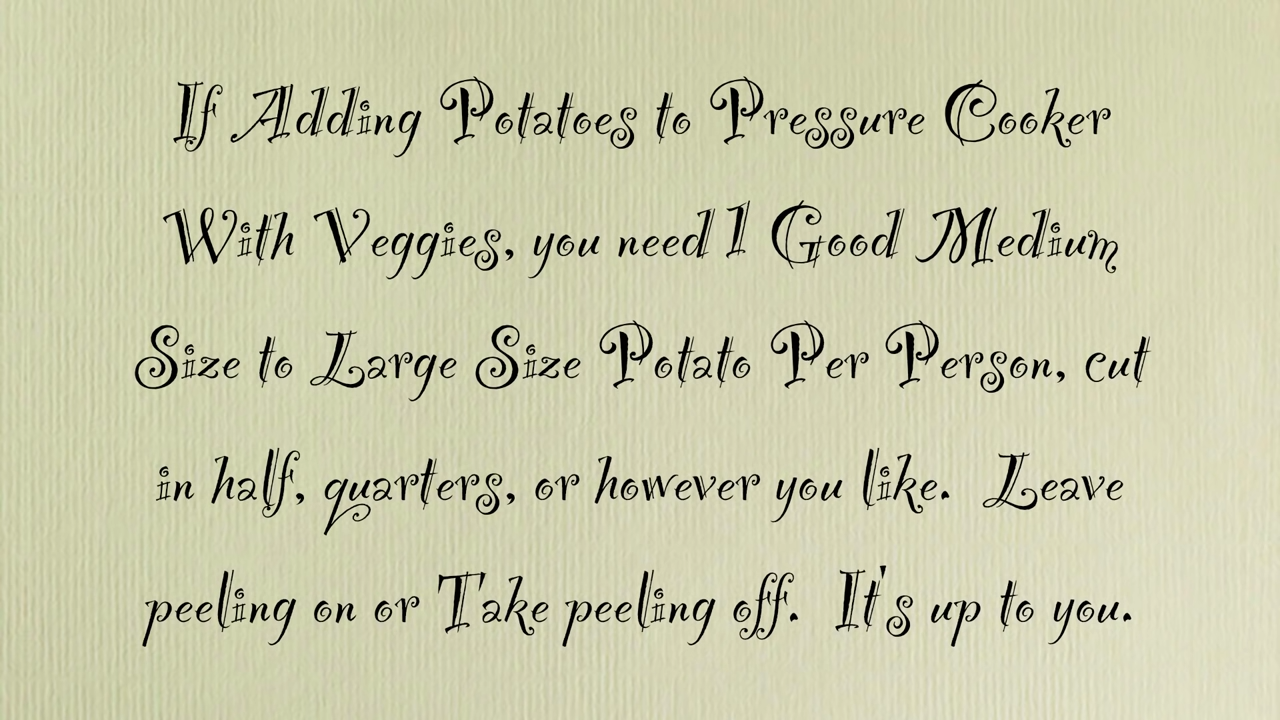 If Adding Potatoes to Pressure Cooker
With Veggies, you need 1 Good Medium
Size to Large Size Potato Per Person, cut
in half, quarters, or however you like.  Leave
peeling on or Take peeling off.  It's up to you.